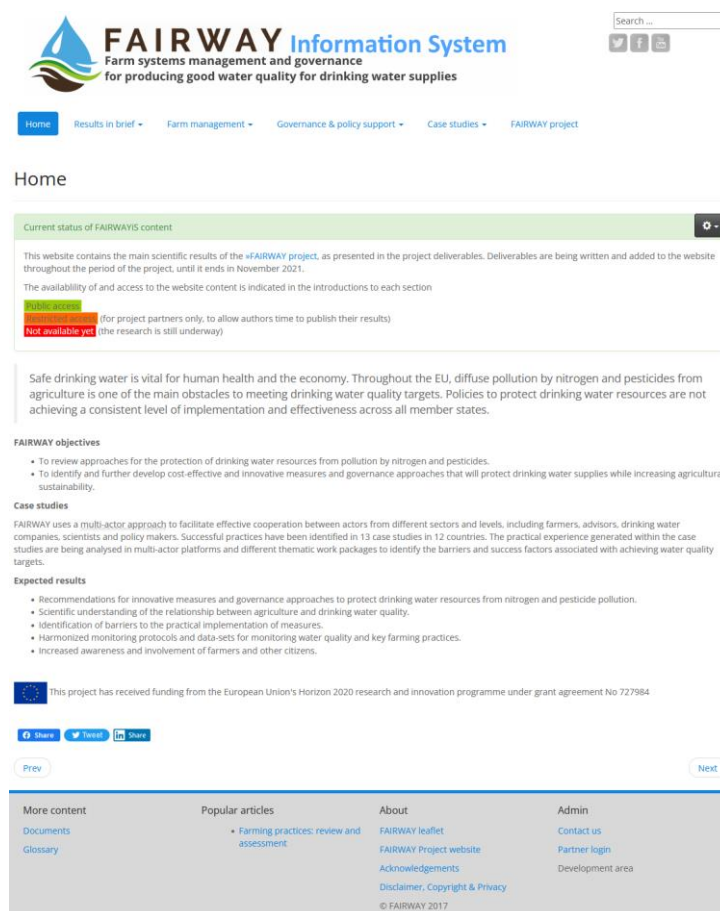 FAIRWAY Information System
Farm systems management and governance
for producing good water quality for drinking water supplies
Search ...
Home
Results in brief
Farm management
Governance & policy support
Case studies
FAIRWAY project
Home
Current status of FAIRWAYiS content
This website contains the main scientific results of the »FAIRWAY project, as presented in the project deliverables. Deliverables are being written and added to the website
throughout the period of the project, until it ends in November 2021.
The availablility of and access to the website content is indicated in the introductions to each section
Public access
Restricted access (for project partners only, to allow authors time to publish their results)
Not available yet (the research is still underway)
Safe drinking water is vital for human health and the economy. Throughout the EU, diffuse pollution by nitrogen and pesticides from
agriculture is one of the main obstacles to meeting drinking water quality targets. Policies to protect drinking water resources are not
achieving a consistent level of implementation and effectiveness across all member states.
FAIRWAY objectives
• To review approaches for the protection of drinking water resources from pollution by nitrogen and pesticides.
• To identify and further develop cost-effective and innovative measures and governance approaches that will protect drinking water supplies while increasing agricultura
sustainability.
Case studies
FAIRWAY uses a multi-actor approach to facilitate effective cooperation between actors from different sectors and levels, including farmers, advisors, drinking water
companies, scientists and policy makers. Successful practices have been identified in 13 case studies in 12 countries. The practical experience generated within the case
studies are being analysed in multi-actor platforms and different thematic work packages to identify the barriers and success factors associated with achieving water quality
targets.
Expected results
• Recommendations for innovative measures and governance approaches to protect drinking water resources from nitrogen and pesticide pollution.
• Scientific understanding of the relationship between agriculture and drinking water quality.
• Identification of barriers to the practical implementation of measures.
• Harmonized monitoring protocols and data-sets for monitoring water quality and key farming practices.
• Increased awareness and involvement of farmers and other citizens.
This project has received funding from the European Union's Horizon 2020 research and innovation programme under grant agreement No 727984
Share
Tweet
in Share
Prev
Next
More content
Documents
Glossary
Popular articles
• Farming practices: review and
assessment
About
FAIRWAY leaflet
FAIRWAY Project website
Acknowledgements
Disclaimer, Copyright & Privacy
© FAIRWAY 2017
Admin
Contact us
Partner login
Development area